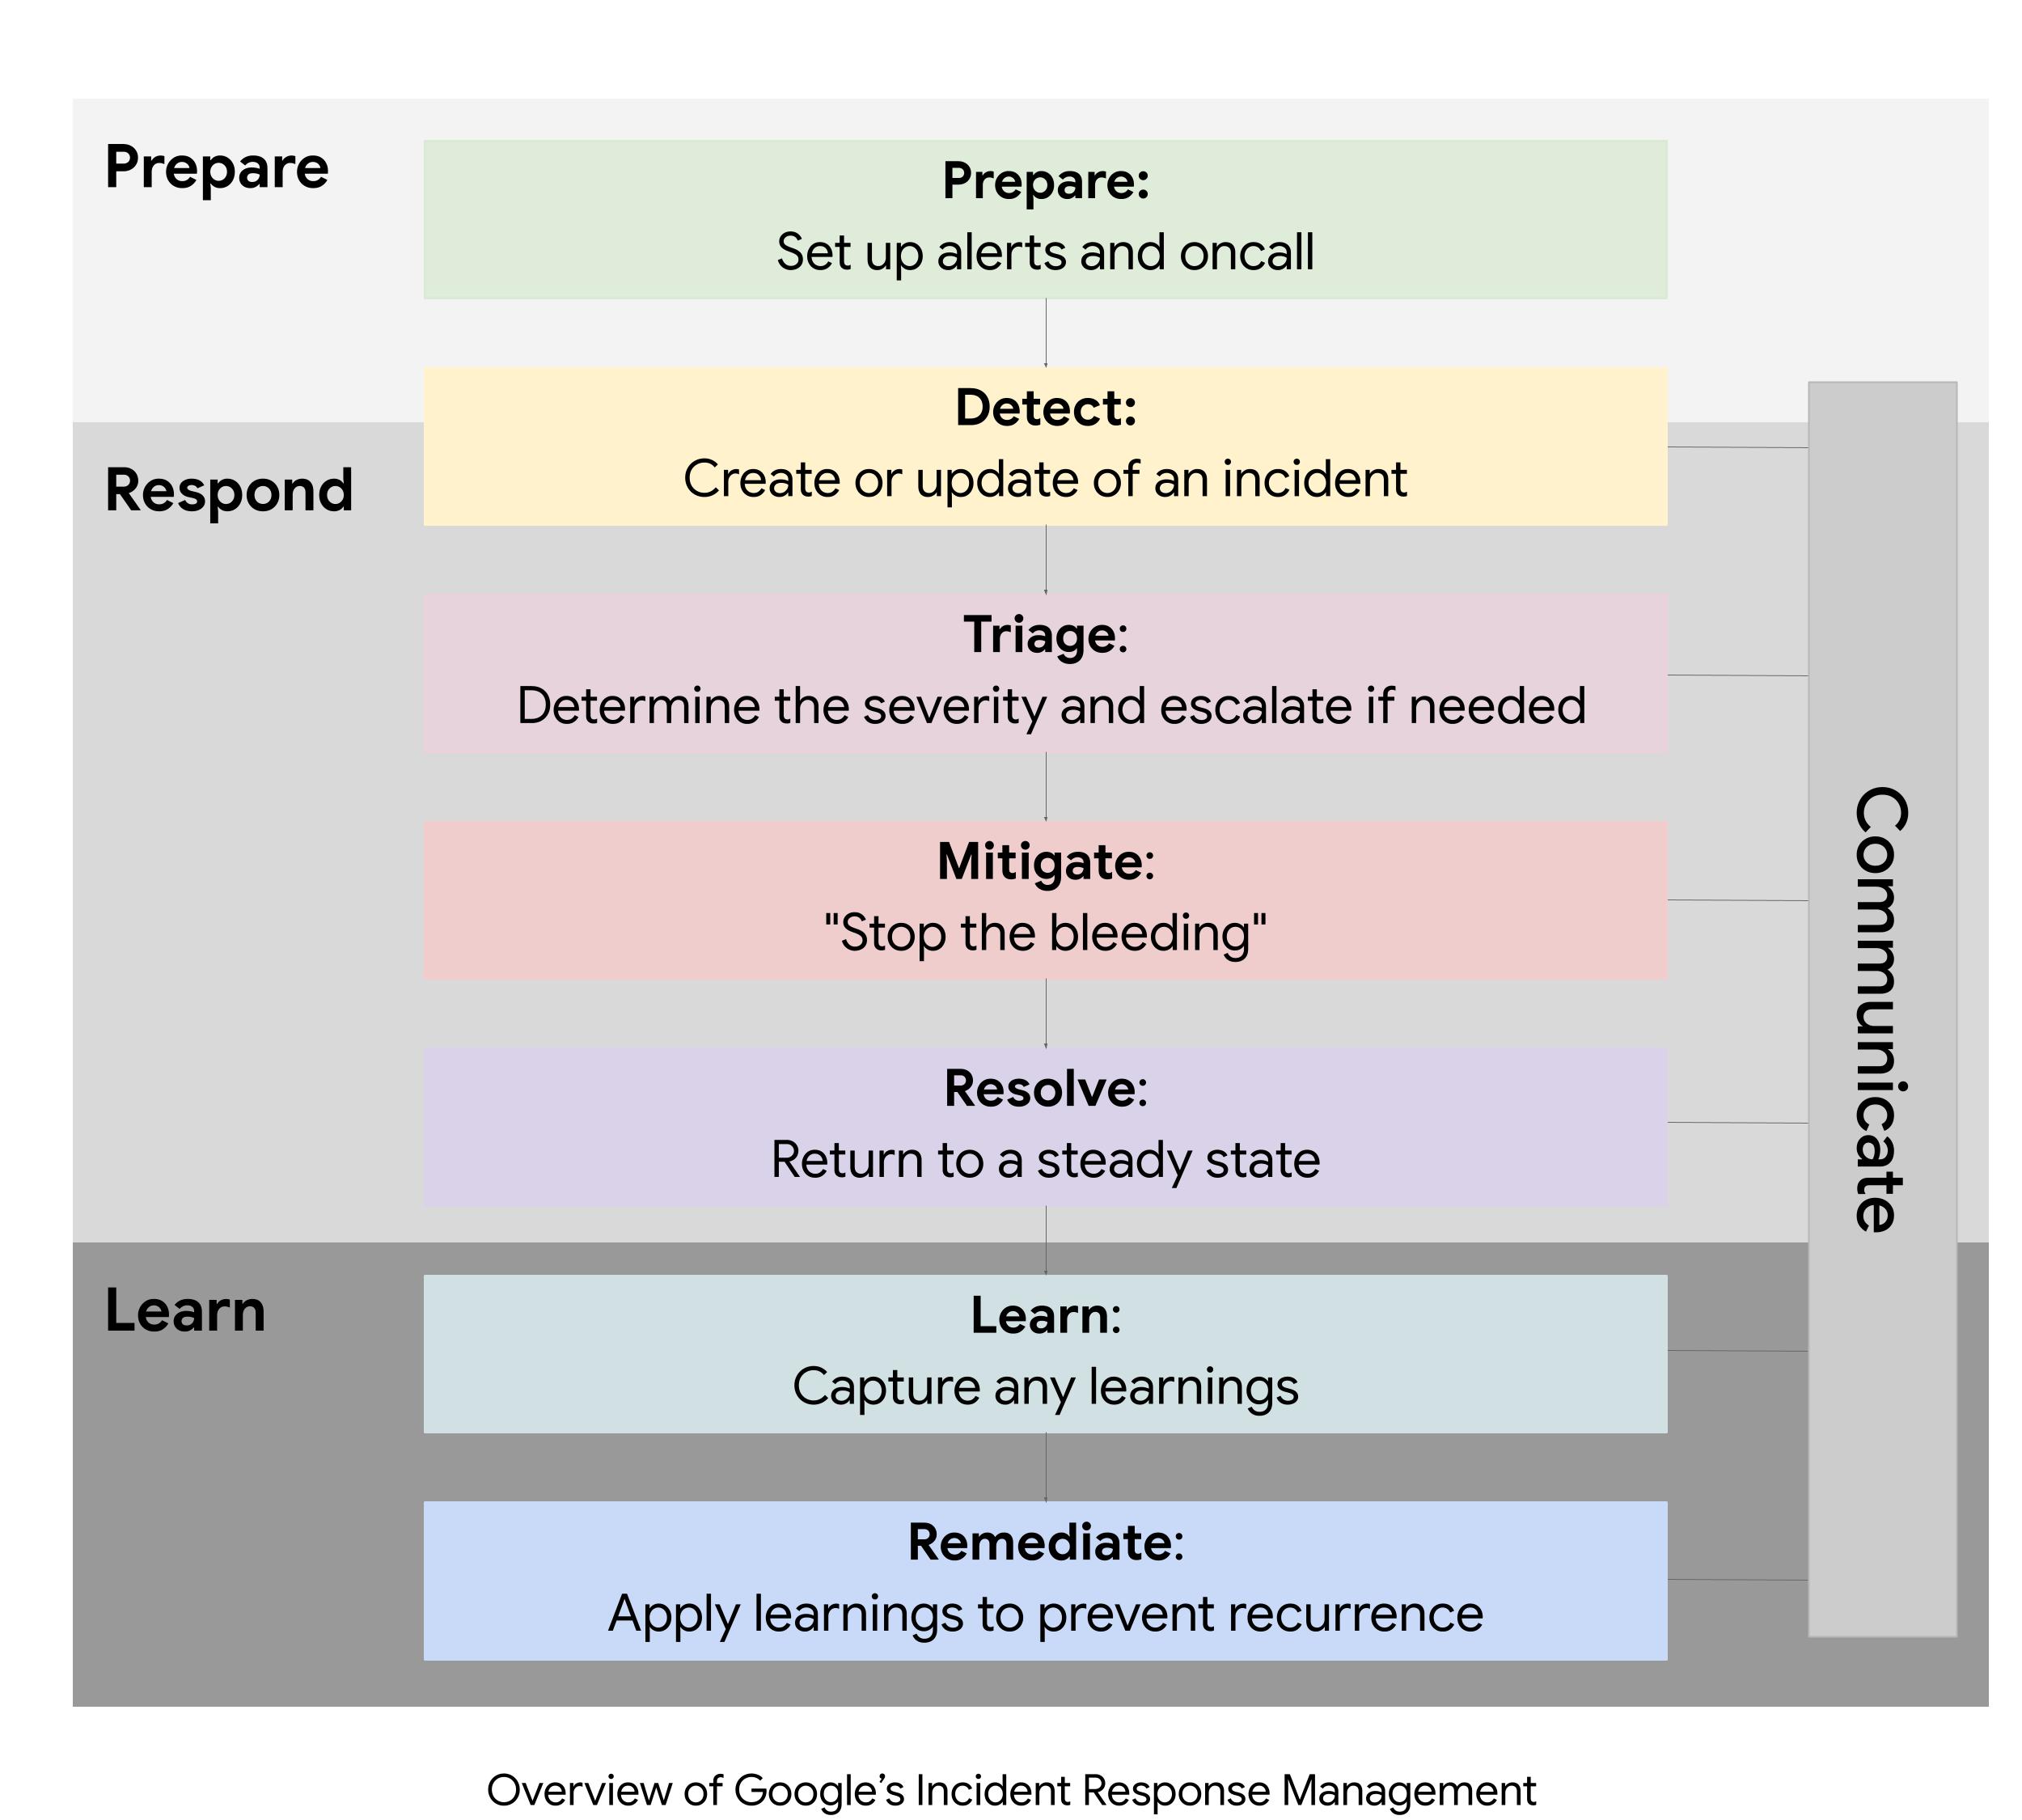 Prepare
Prepare:
Set up alerts and oncall
Detect:
Create or update of an incident
Respond
Triage:
Determine the severity and escalate if needed
Mitigate:
"Stop the bleeding"
Resolve:
Return to a steady state
Communicate
Learn
Learn:
Capture any learnings
Remediate:
Apply learnings to prevent recurrence
Overview of Google’s Incident Response Management